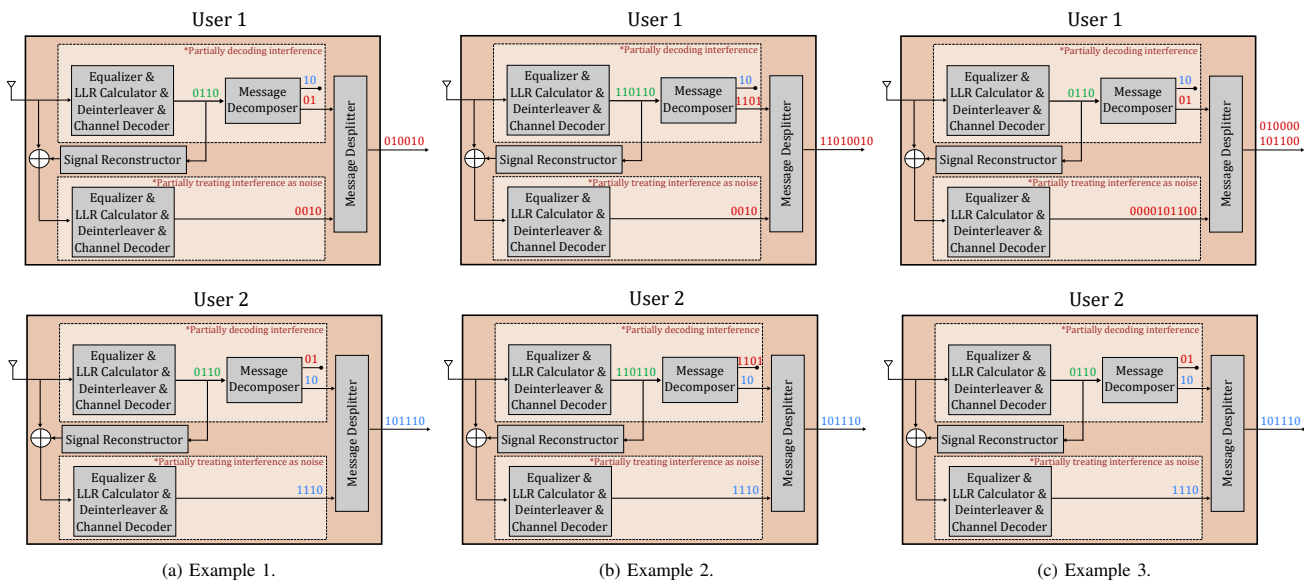 User 1
*Partially decoding interference
Equalizer &
LLR Calculator &
Deinterleaver &
Channel Decoder
0110
Message
Decomposer
10
01
Signal Reconstructor
*Partially treating interference as noise
Equalizer &
LLR Calculator &
Deinterleaver &
Channel Decoder
0010
Message Desplitter
010010
User 2
*Partially decoding interference
Equalizer &
LLR Calculator &
Deinterleaver &
Channel Decoder
0110
Message
Decomposer
01
10
Signal Reconstructor
*Partially treating interference as noise
Equalizer &
LLR Calculator &
Deinterleaver &
Channel Decoder
1110
Message Desplitter
101110
(a) Example 1.
User 1
*Partially decoding interference
Equalizer &
LLR Calculator &
Deinterleaver &
Channel Decoder
110110
Message
Decomposer
10
1101
Signal Reconstructor
*Partially treating interference as noise
Equalizer &
LLR Calculator &
Deinterleaver &
Channel Decoder
0010
Message Desplitter
11010010
User 2
*Partially decoding interference
Equalizer &
LLR Calculator &
Deinterleaver &
Channel Decoder
110110
Message
Decomposer
1101
10
Signal Reconstructor
*Partially treating interference as noise
Equalizer &
LLR Calculator &
Deinterleaver &
Channel Decoder
1110
Message Desplitter
101110
(b) Example 2.
User 1
*Partially decoding interference
Equalizer &
LLR Calculator &
Deinterleaver &
Channel Decoder
0110
Message
Decomposer
10
01
Signal Reconstructor
*Partially treating interference as noise
Equalizer &
LLR Calculator &
Deinterleaver &
Channel Decoder
0000101100
Message Desplitter
010000
101100
User 2
*Partially decoding interference
Equalizer &
LLR Calculator &
Deinterleaver &
Channel Decoder
0110
Message
Decomposer
01
10
Signal Reconstructor
*Partially treating interference as noise
Equalizer &
LLR Calculator &
Deinterleaver &
Channel Decoder
1110
Message Desplitter
101110
(c) Example 3.